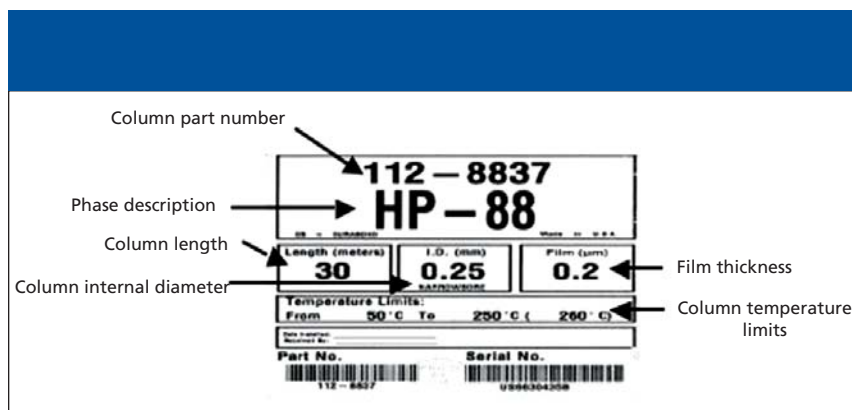 Column part number
112 – 8837
Phase description
HP – 88
DB = DURABOND Made in U S A
Column length
Length (meters) I.D. (mm) Film (µm)
30 0.25 0.2
Film thickness
Column internal diameter
NARROWBORE
Temperature Limits:
From 50°C To 250°C ( 260°C)
Column temperature
limits
Date Installed:
Received By:
Part No. Serial No.
112 – 8837